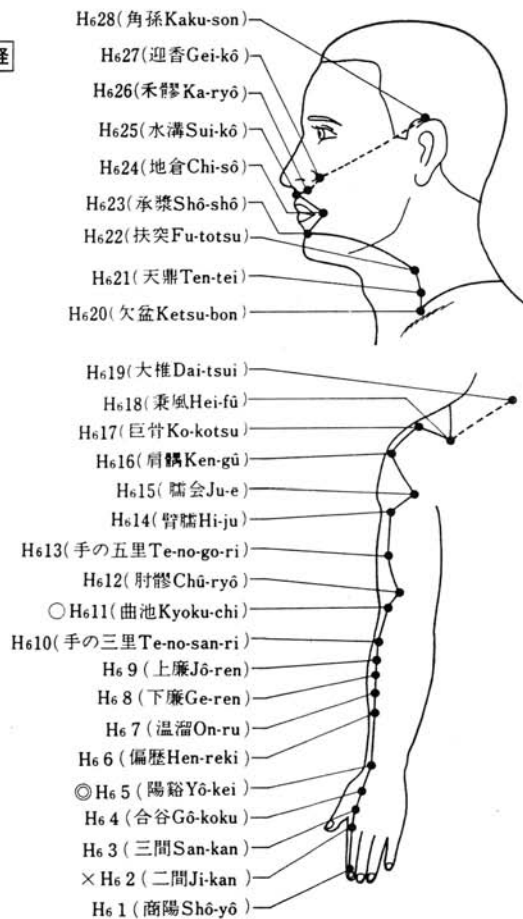 経
H₆28(角孫Kaku-son)
H₆27(迎香Gei-kô)
H₆26(禾髎Ka-ryô)
H₆25(水溝Sui-kô)
H₆24(地倉Chi-sô)
H₆23(承漿Shô-shô)
H₆22(扶突Fu-totsu)
H₆21(天鼎Ten-tei)
H₆20(欠盆Ketsu-bon)
H₆19(大椎Dai-tsui)
H₆18(秉風Hei-fû)
H₆17(巨骨Ko-kotsu)
H₆16(肩髃Ken-gû)
H₆15(臑会Ju-e)
H₆14(臂臑Hi-ju)
H₆13(手の五里Te-no-go-ri)
H₆12(肘髎Chû-ryô)
○H₆11(曲池Kyoku-chi)
H₆10(手の三里Te-no-san-ri)
H₆ 9(上廉Jô-ren)
H₆ 8(下廉Ge-ren)
H₆ 7(温溜On-ru)
H₆ 6(偏歴Hen-reki)
◎H₆ 5(陽谿Yô-kei)
H₆ 4(合谷Gô-koku)
H₆ 3(三間San-kan)
×H₆ 2(二間Ji-kan)
H₆ 1(商陽Shô-yô)